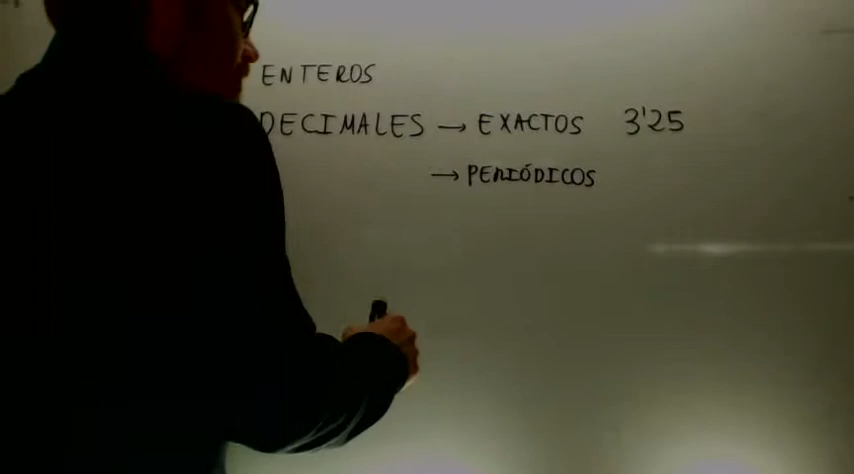 ENTEROS
DECIMALES → EXACTOS 3'25
→ PERIÓDICOS